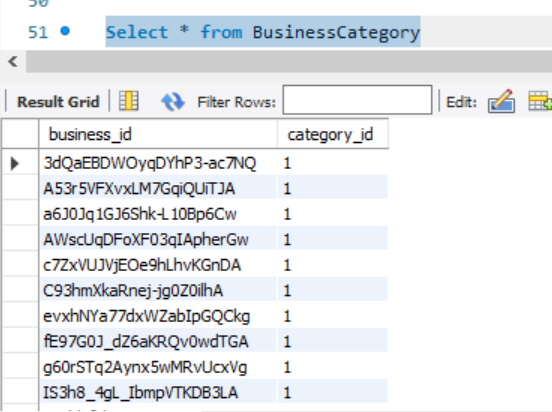 50
51 Select * from BusinessCategory
Result Grid Filter Rows: Edit:
business_id category_id
3dQaEBDWOyqDYhP3-ac7NQ 1
A53r5VFXvxLM7GqiQUiTJA 1
a6J0Jq1GJ6Shk-L10Bp6Cw 1
AWscUqDFoXF03qIApherGw 1
c7ZxVUJVjEOe9hLhvKGnDA 1
C93hmXkaRnej-jg0Z0ilhA 1
evxhNYa77dxWZabIpGQCkg 1
fE97G0J_dZ6aKRQv0wdTGA 1
g60rSTq2Aynx5wMRvUcxVg 1
IS3h8_4gL_IbmpVTKDB3LA 1